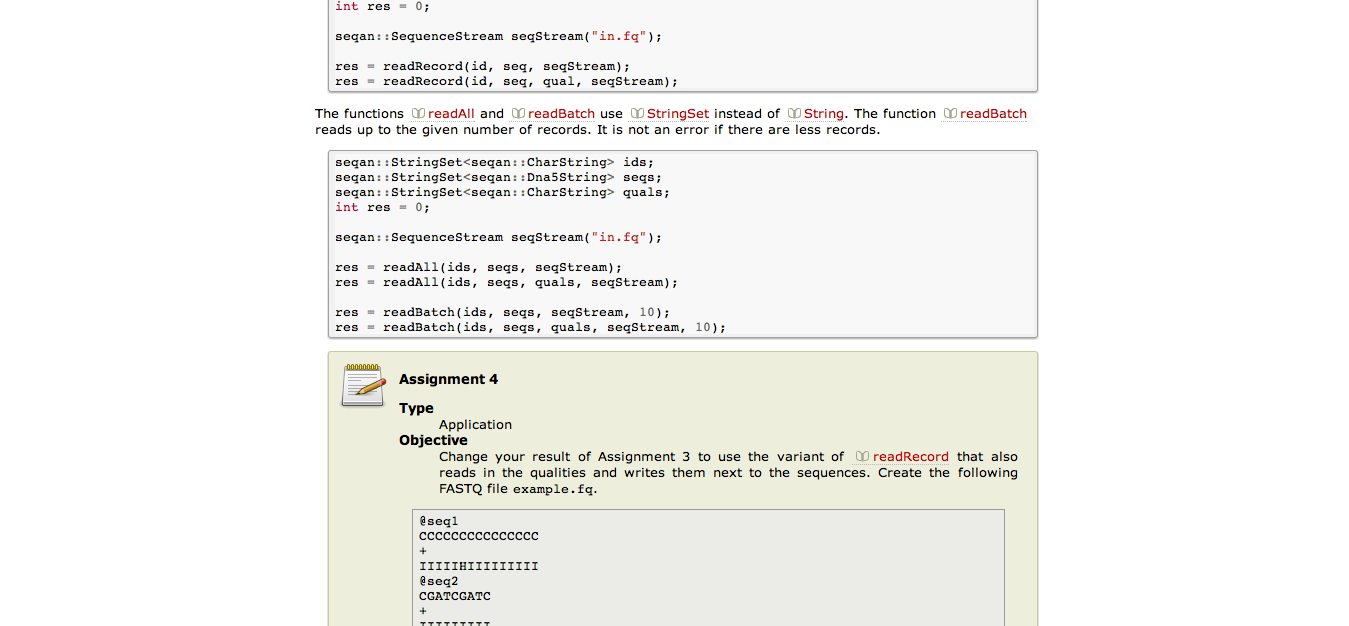 int res = 0;
seqan::SequenceStream seqStream("in.fq");
res = readRecord(id, seq, seqStream);
res = readRecord(id, seq, qual, seqStream);
The functions readAll and readBatch use StringSet instead of String. The function readBatch
reads up to the given number of records. It is not an error if there are less records.
seqan::StringSet<seqan::CharString> ids;
seqan::StringSet<seqan::Dna5String> seqs;
seqan::StringSet<seqan::CharString> quals;
int res = 0;
seqan::SequenceStream seqStream("in.fq");
res = readAll(ids, seqs, seqStream);
res = readAll(ids, seqs, quals, seqStream);
res = readBatch(ids, seqs, seqStream, 10);
res = readBatch(ids, seqs, quals, seqStream, 10);
Assignment 4
Type
Application
Objective
Change your result of Assignment 3 to use the variant of readRecord that also
reads in the qualities and writes them next to the sequences. Create the following
FASTQ file example.fq.
@seq1
CCCCCCCCCCCCCCC
+
IIIIIHIIIIIIIII
@seq2
CGATCGATC
+
IIIIIIIII